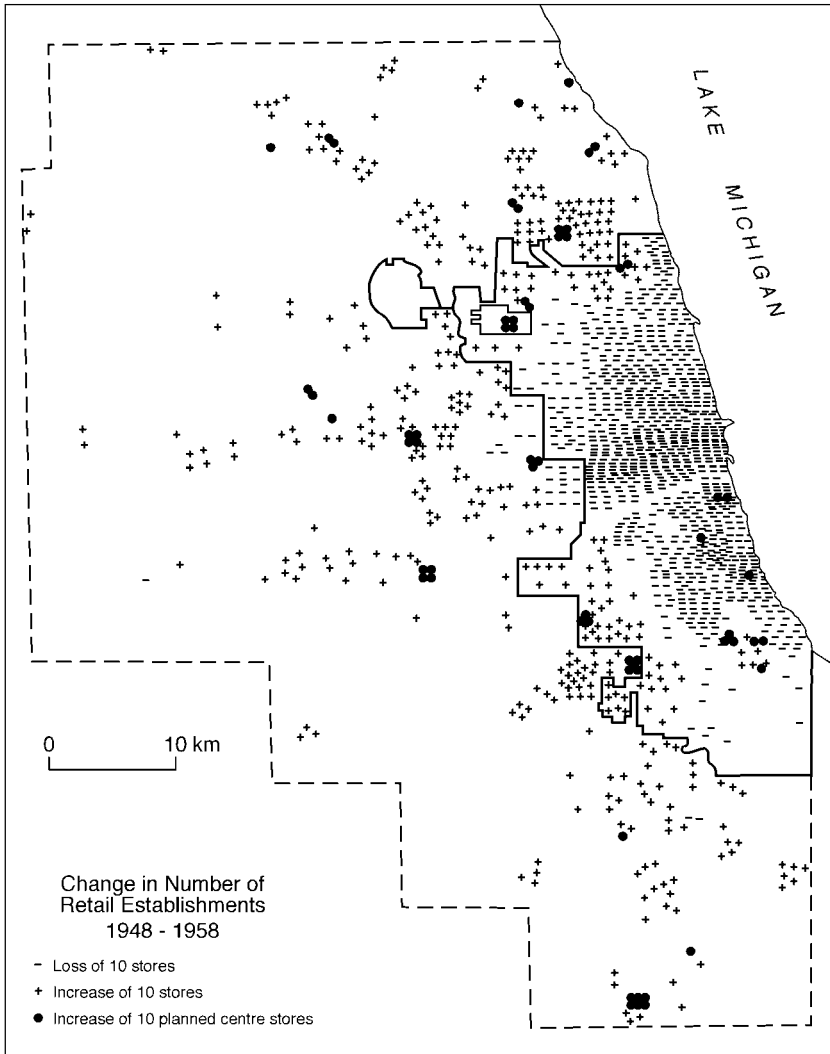 LAKE MICHIGAN
0 10 km
Change in Number of
Retail Establishments
1948 - 1958
- Loss of 10 stores
+ Increase of 10 stores
● Increase of 10 planned centre stores